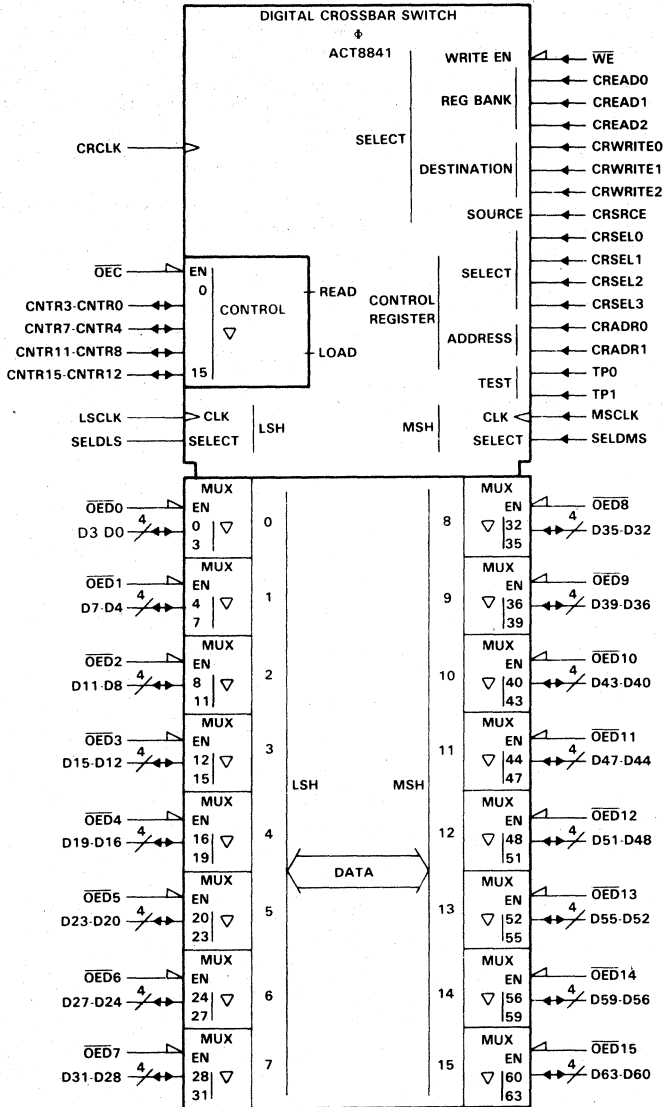 DIGITAL CROSSBAR SWITCH
Φ
ACT8841
WRITE EN
WE
CREAD0
REG BANK
CREAD1
CREAD2
SELECT
CRCLK
CRWRITE0
DESTINATION
CRWRITE1
CRWRITE2
SOURCE
CRSRCE
CRSEL0
CRSEL1
SELECT
CRSEL2
CRSEL3
CONTROL
REGISTER
ADDRESS
CRADR0
CRADR1
TEST
TP0
TP1
OEC
EN
0
CONTROL
READ
LOAD
15
CNTR3-CNTR0
CNTR7-CNTR4
CNTR11-CNTR8
CNTR15-CNTR12
LSCLK
CLK
LSH
SELDLS
SELECT
MSH
CLK
MSCLK
SELECT
SELDMS
MUX
OED0
EN
4
D3 D0
0
3
0
MUX
OED1
EN
4
D7-D4
4
7
1
MUX
OED2
EN
4
D11-D8
8
11
2
MUX
OED3
EN
4
D15-D12
12
15
3
MUX
OED4
EN
4
D19-D16
16
19
4
MUX
OED5
EN
4
D23-D20
20
23
5
MUX
OED6
EN
4
D27-D24
24
27
6
MUX
OED7
EN
4
D31-D28
28
31
7
LSH
MSH
DATA
MUX
EN
OED8
8
32
35
4
D35-D32
MUX
EN
OED9
9
36
39
4
D39-D36
MUX
EN
OED10
10
40
43
4
D43-D40
MUX
EN
OED11
11
44
47
4
D47-D44
MUX
EN
OED12
12
48
51
4
D51-D48
MUX
EN
OED13
13
52
55
4
D55-D52
MUX
EN
OED14
14
56
59
4
D59-D56
MUX
EN
OED15
15
60
63
4
D63-D60